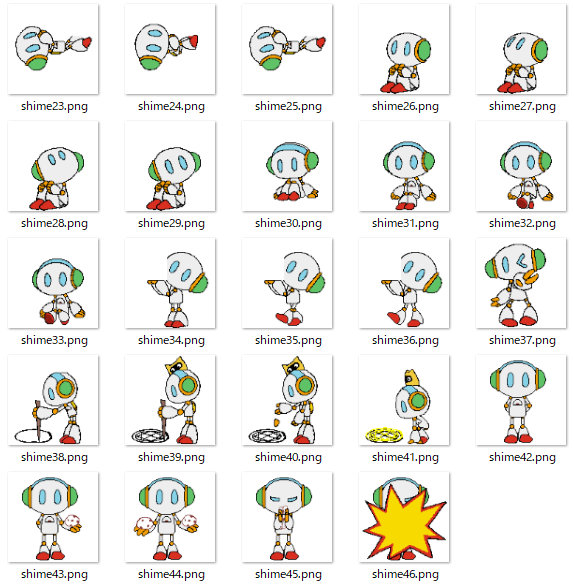 shime23.png shime24.png shime25.png shime26.png shime27.png
shime28.png shime29.png shime30.png shime31.png shime32.png
shime33.png shime34.png shime35.png shime36.png shime37.png
shime38.png shime39.png shime40.png shime41.png shime42.png
shime43.png shime44.png shime45.png shime46.png